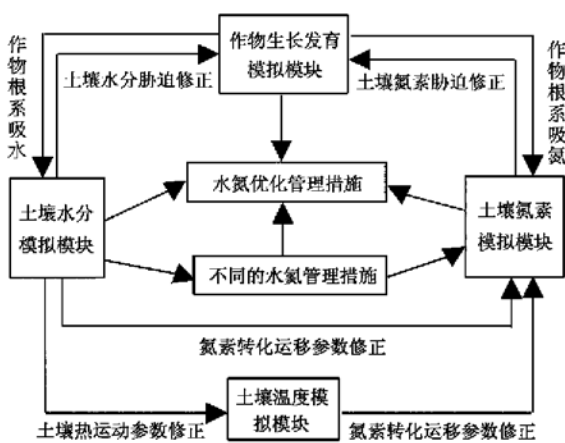 作物生长发育
模拟模块
作物根系吸水
土壤水分胁迫修正
土壤氮素胁迫修正
作物根系吸氮
水氮优化管理措施
土壤水分
模拟模块
土壤氮素
模拟模块
不同的水氮管理措施
氮素转化运移参数修正
土壤温度模
拟模块
土壤热运动参数修正
氮素转化运移参数修正